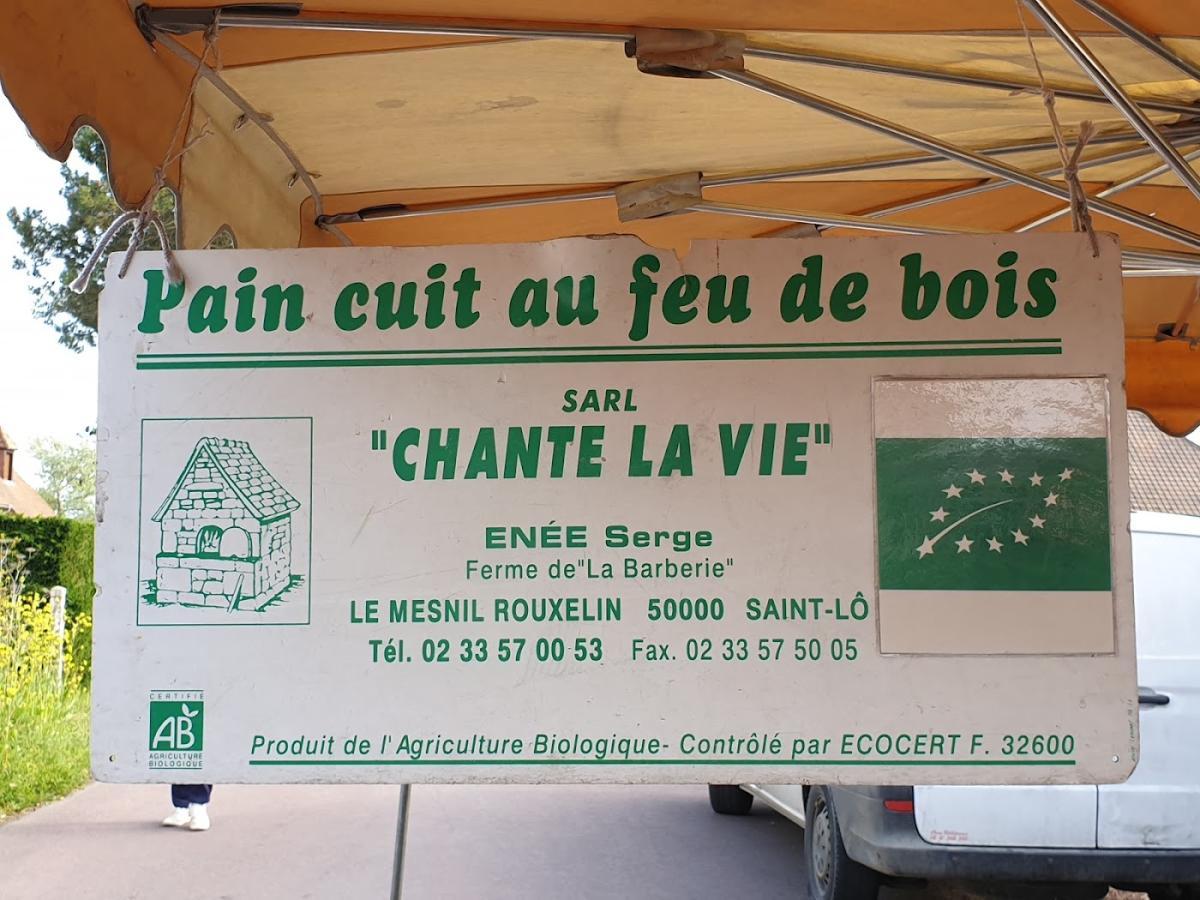 Pain cuit au feu de bois
SARL
"CHANTE LA VIE"
ENÉE Serge
Ferme de"La Barberie"
LE MESNIL ROUXELIN 50000 SAINT-LÔ
Tél. 02 33 57 00 53 Fax. 02 33 57 50 05
CERTIFIÉ
AB
AGRICULTURE
BIOLOGIQUE
Produit de l'Agriculture Biologique- Contrôlé par ECOCERT F. 32600